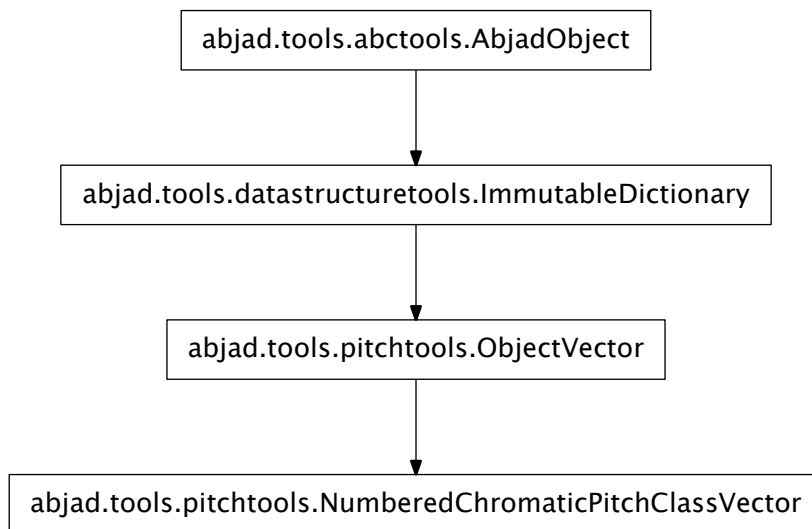 abjad.tools.abctools.AbjadObject
abjad.tools.datastructuretools.ImmutableDictionary
abjad.tools.pitchtools.ObjectVector
abjad.tools.pitchtools.NumberedChromaticPitchClassVector